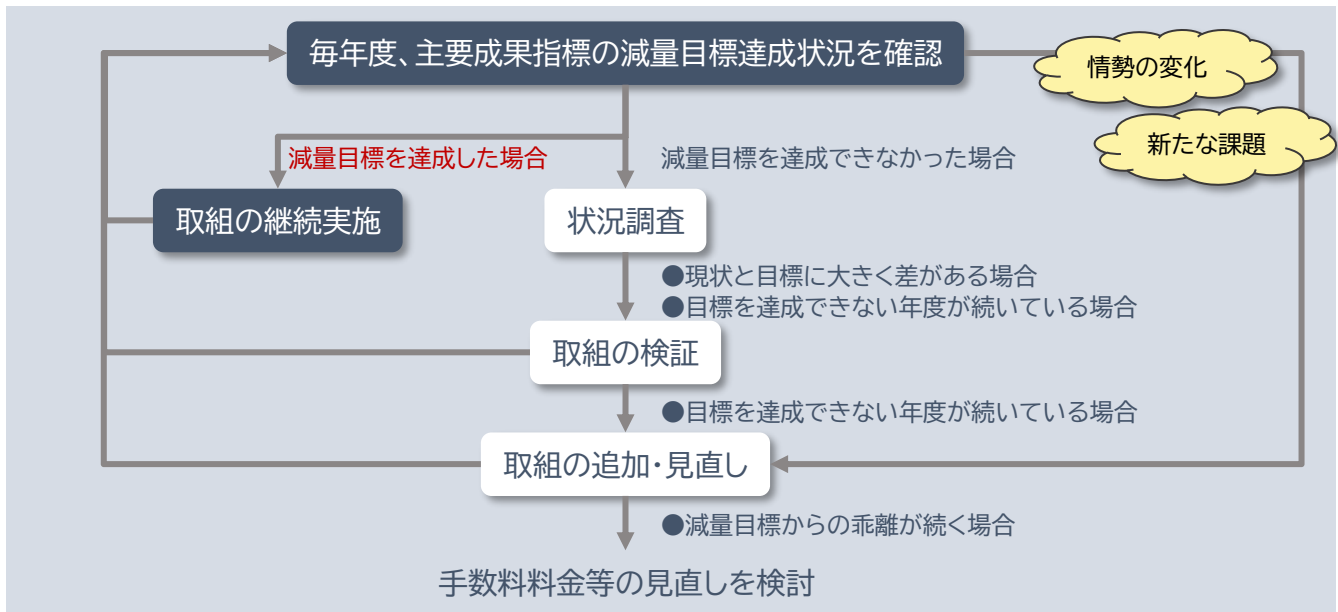 毎年度、主要成果指標の減量目標達成状況を確認
情勢の変化
新たな課題
減量目標を達成した場合
減量目標を達成できなかった場合
取組の継続実施
状況調査
●現状と目標に大きく差がある場合
●目標を達成できない年度が続いている場合
取組の検証
●目標を達成できない年度が続いている場合
取組の追加・見直し
●減量目標からの乖離が続く場合
手数料料金等の見直しを検討